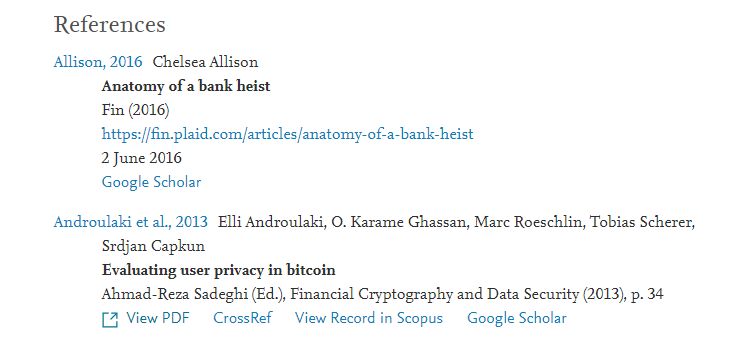 References
Allison, 2016 Chelsea Allison
Anatomy of a bank heist
Fin (2016)
https://fin.plaid.com/articles/anatomy-of-a-bank-heist
2 June 2016
Google Scholar
Androulaki et al., 2013 Elli Androulaki, O. Karame Ghassan, Marc Roeschlin, Tobias Scherer,
Srdjan Capkun
Evaluating user privacy in bitcoin
Ahmad-Reza Sadeghi (Ed.), Financial Cryptography and Data Security (2013), p. 34
View PDF CrossRef View Record in Scopus Google Scholar